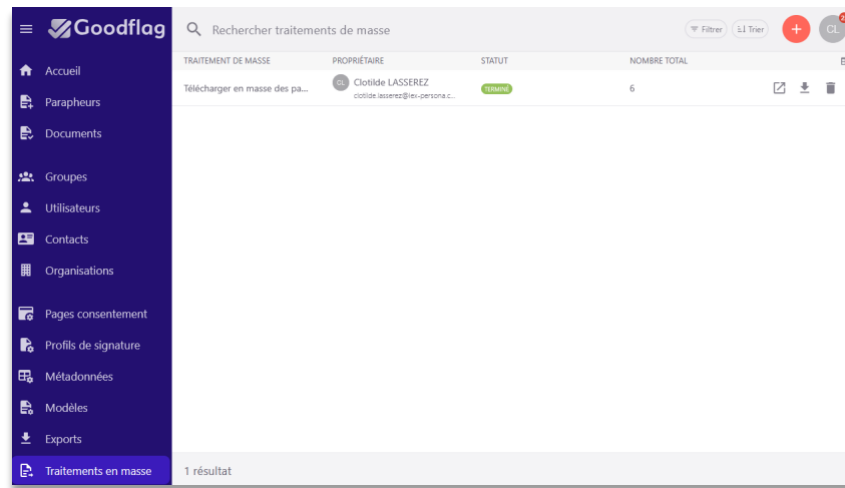 Goodflag
Rechercher traitements de masse
Filtrer
Trier
CL
2
TRAITEMENT DE MASSE PROPRIÉTAIRE STATUT NOMBRE TOTAL
Télécharger en masse des pa... CL Clotilde LASSEREZ TERMINÉ 6
clotilde.lasserez@lex-persona.c...
Accueil
Parapheurs
Documents
Groupes
Utilisateurs
Contacts
Organisations
Pages consentement
Profils de signature
Métadonnées
Modèles
Exports
Traitements en masse
1 résultat